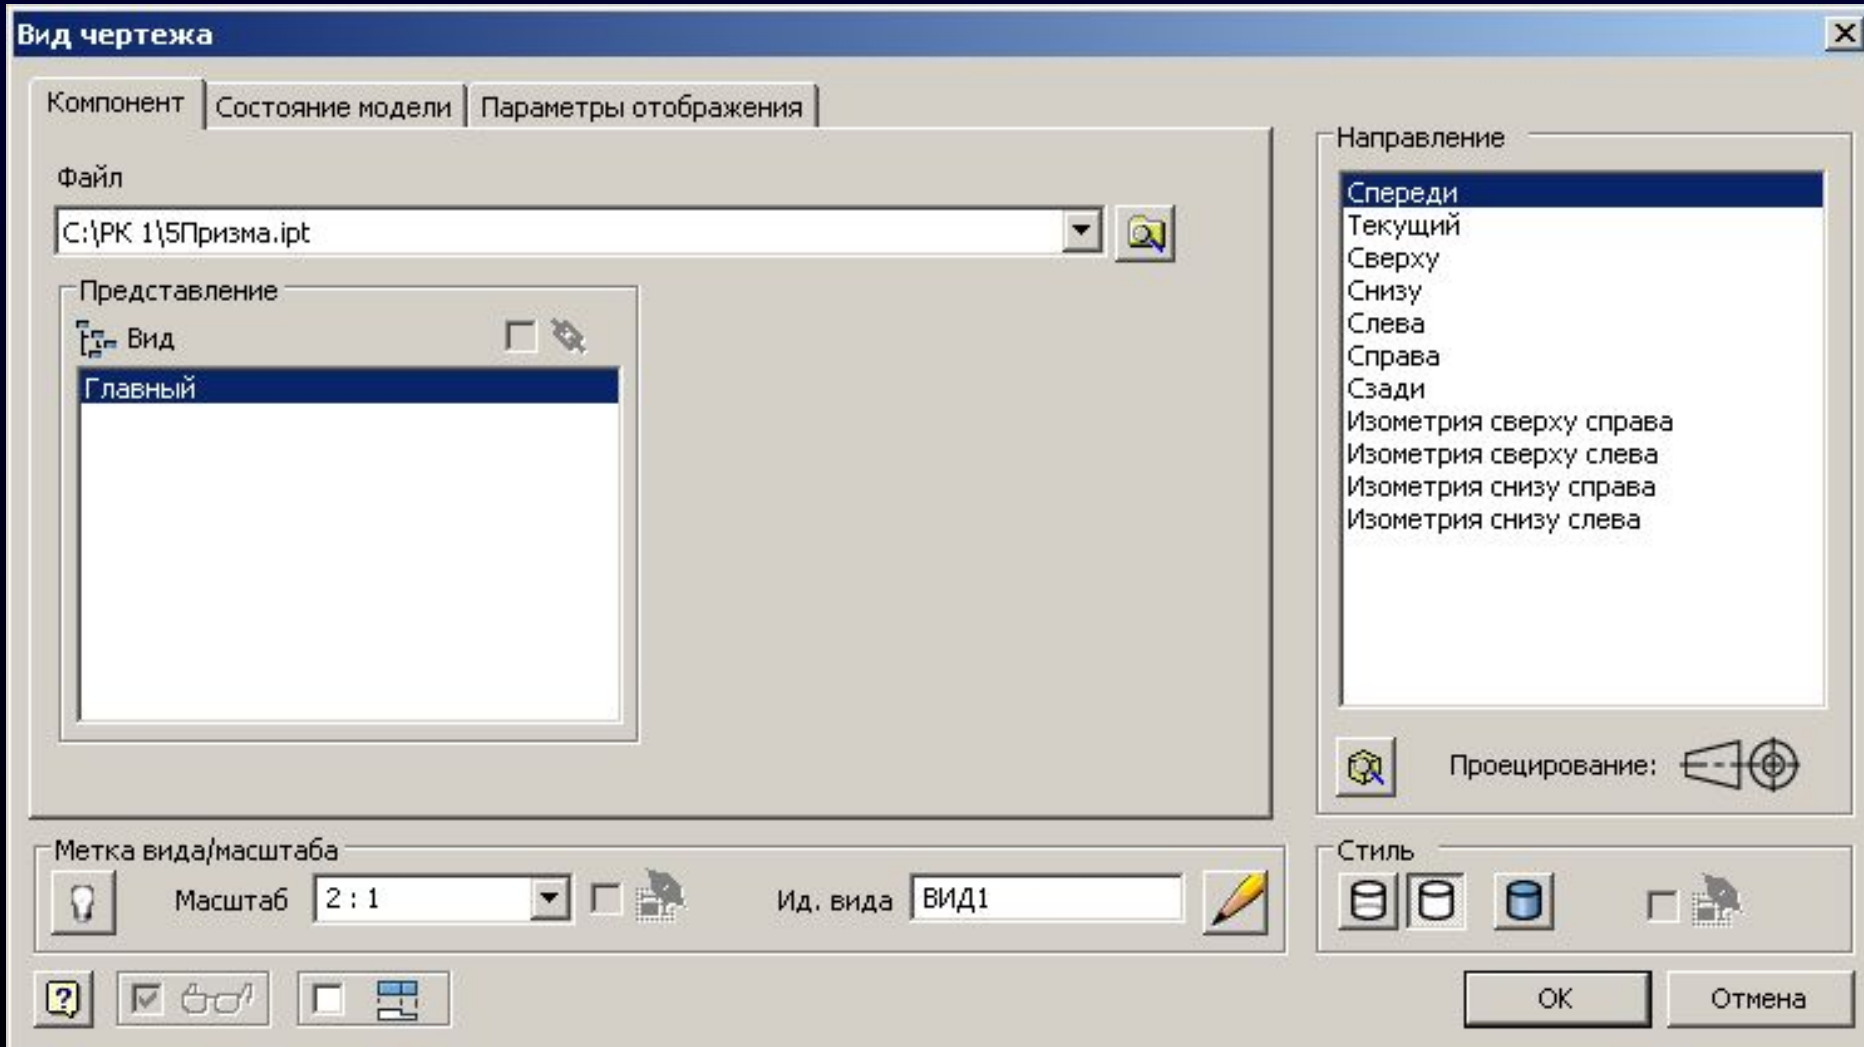 Вид чертежа
Компонент
Состояние модели
Параметры отображения
Файл
C:\РК 1\5Призма.ipt
Представление
Вид
Главный
Направление
Спереди
Текущий
Сверху
Снизу
Слева
Справа
Сзади
Изометрия сверху справа
Изометрия сверху слева
Изометрия снизу справа
Изометрия снизу слева
Проецирование:
Метка вида/масштаба
Масштаб
2 : 1
Ид. вида
ВИД1
Стиль
?
ОК
Отмена